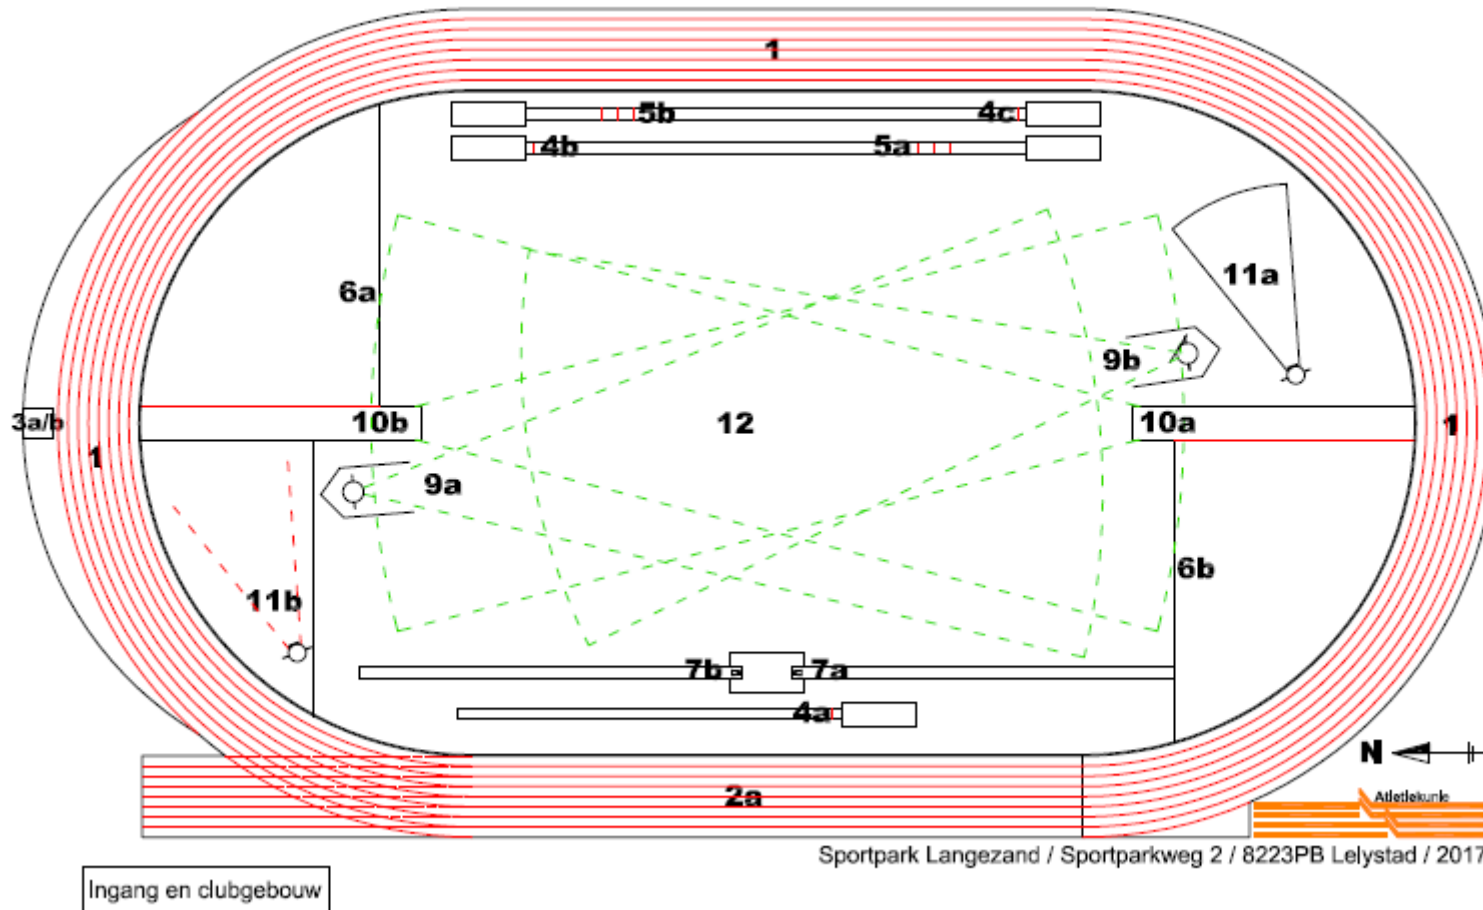 1
5b
4c
4b
5a
6a
11a
9b
3a/b
10b
12
10a
1
1
9a
6b
11b
7b
7a
4a
N
2a
Atletiekunie
Sportpark Langezand / Sportparkweg 2 / 8223PB Lelystad / 2017
Ingang en clubgebouw